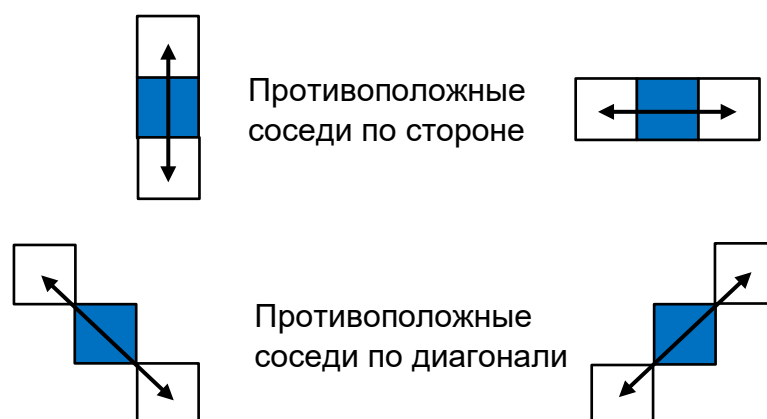 Противоположные
соседи по стороне
Противоположные
соседи по диагонали